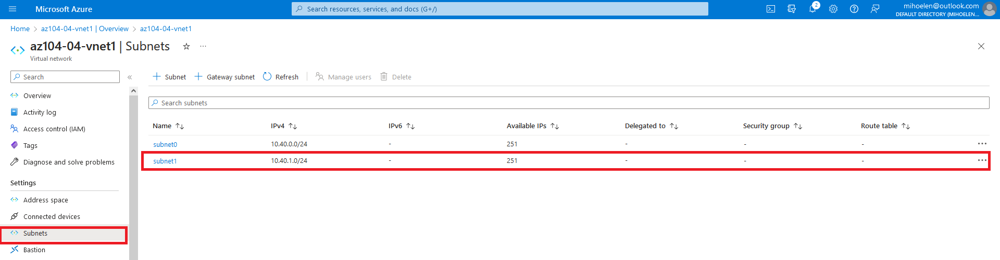 Microsoft Azure
Search resources, services, and docs (G+/)
2
mihoelen@outlook.com
DEFAULT DIRECTORY (MIHOELEN...
Home > az104-04-vnet1 | Overview > az104-04-vnet1
az104-04-vnet1 | Subnets
Virtual network
Search
Subnet Gateway subnet Refresh Manage users Delete
Overview
Activity log
Access control (IAM)
Tags
Diagnose and solve problems
Settings
Address space
Connected devices
Subnets
Bastion
Search subnets
Name IPv4 IPv6 Available IPs Delegated to Security group Route table
subnet0 10.40.0.0/24 - 251 - - -
subnet1 10.40.1.0/24 - 251 - - -